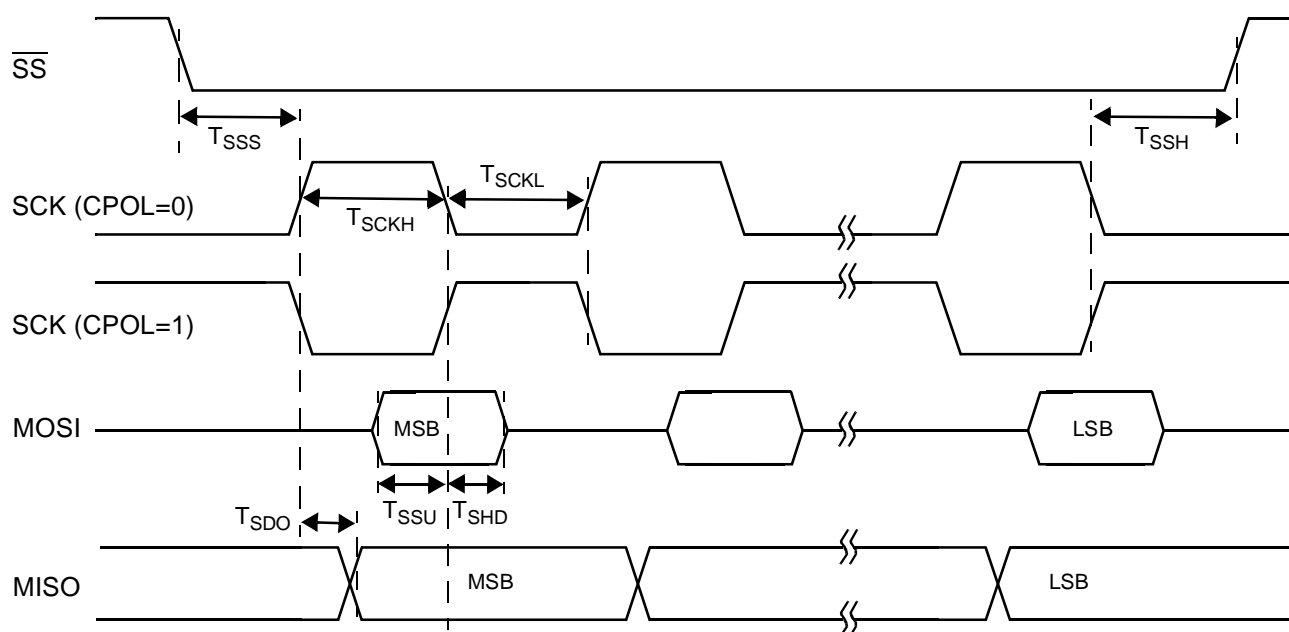 SS
TSSS
TSSH
SCK (CPOL=0)
TSCKH
TSCKL
SCK (CPOL=1)
MOSI
MSB
LSB
TSSU
TSHD
TSDO
MISO
MSB
LSB